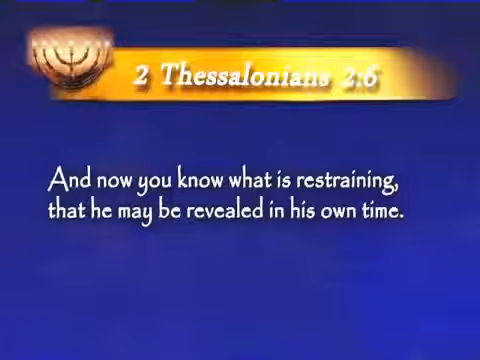 2 Thessalonians 2:6
And now you know what is restraining,
that he may be revealed in his own time.